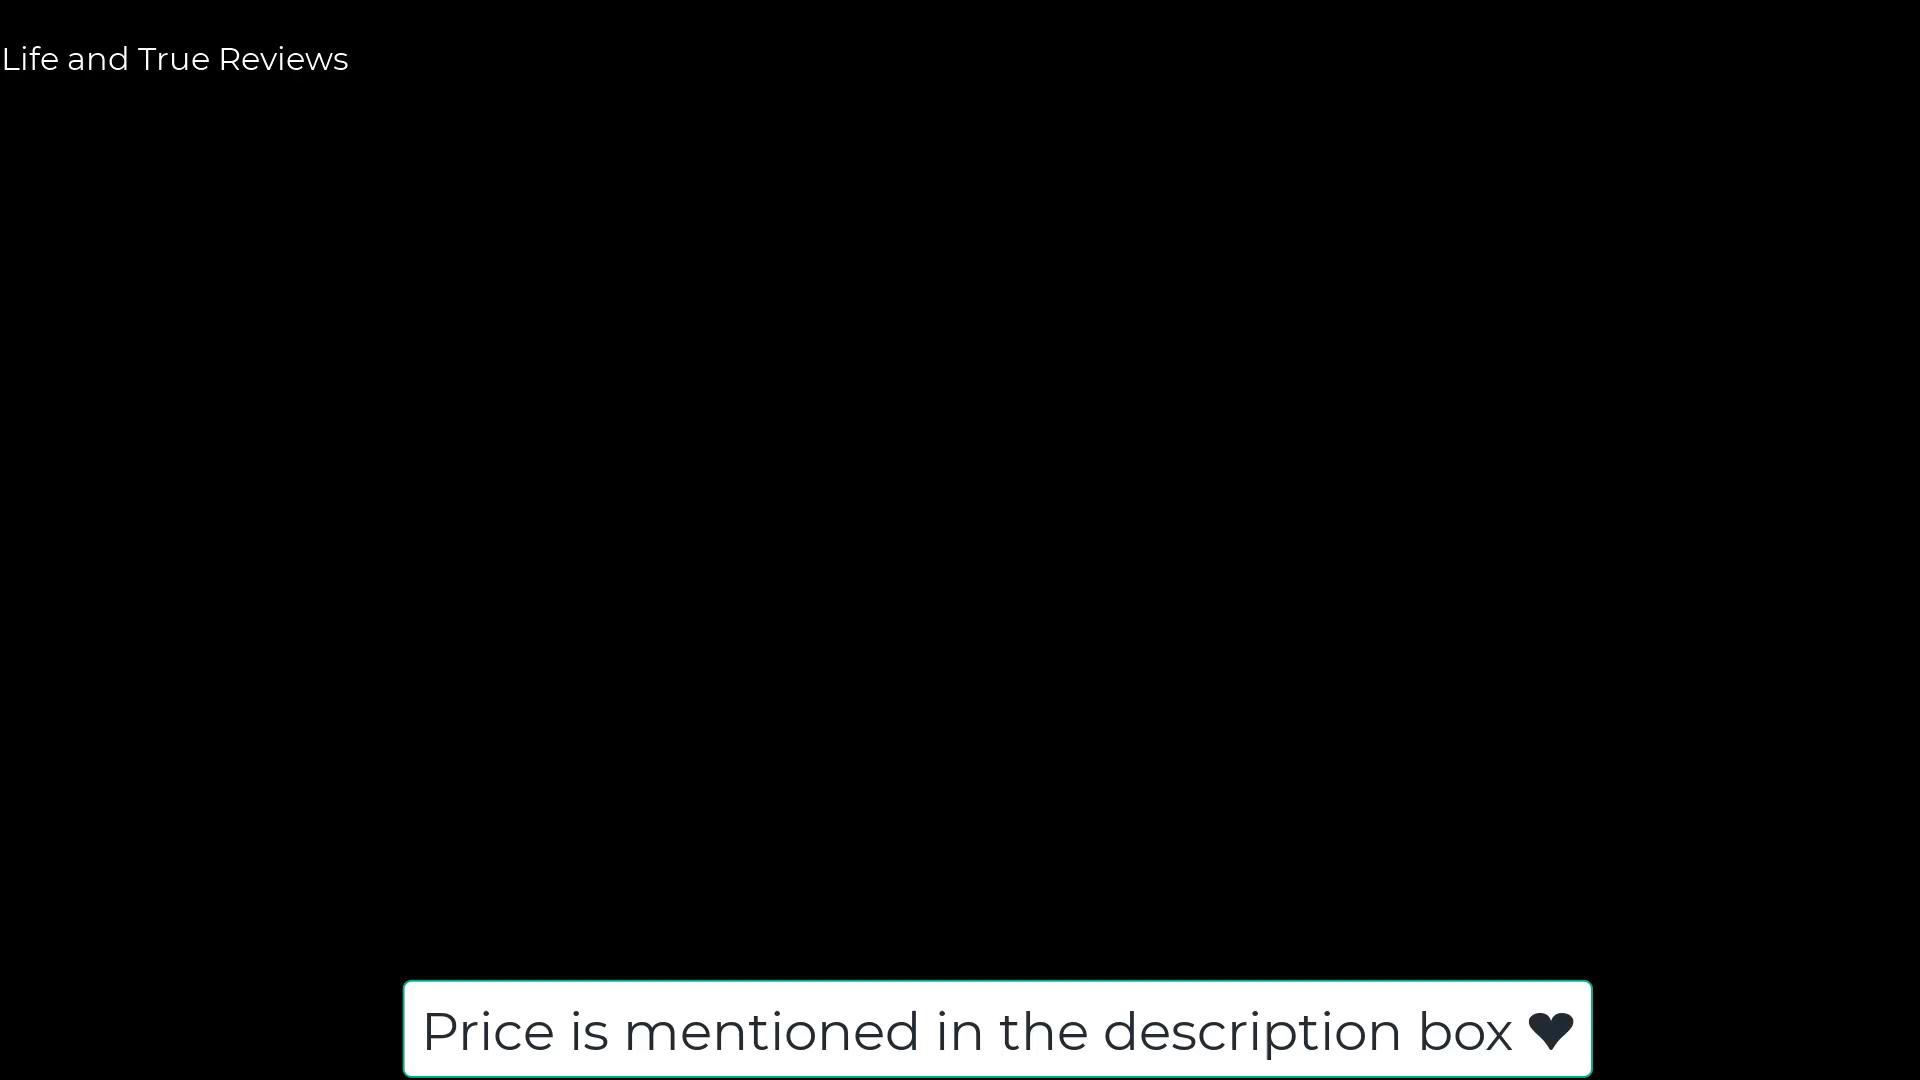 Life and True Reviews
Price is mentioned in the description box ❤